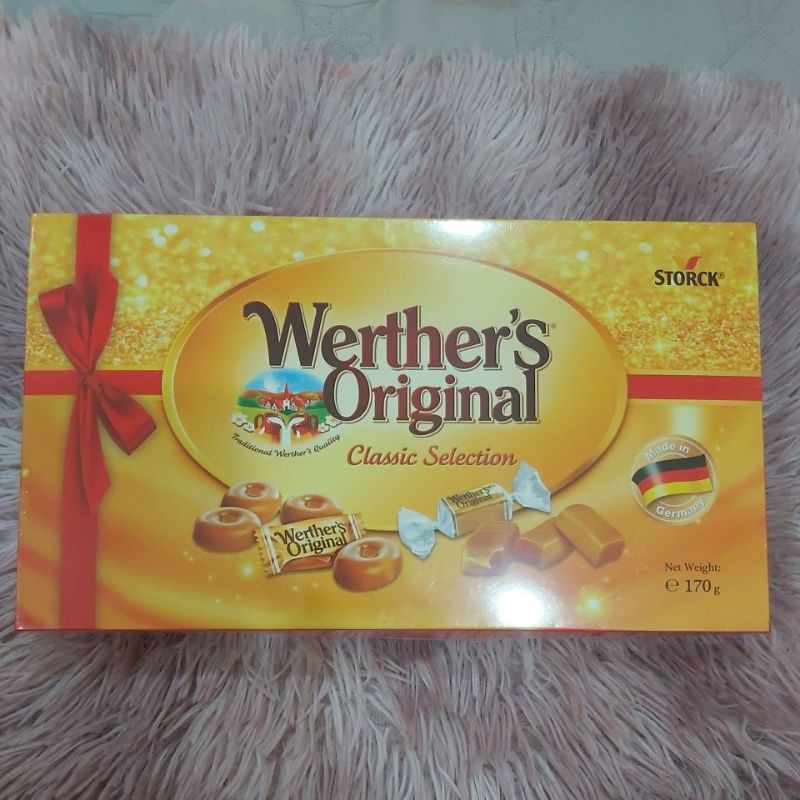 STORCK®
Werther's
Original®
Traditional Werther's Quality
Classic Selection
Made in
Germany
Werther's
Original
Werther's
Original
Net Weight:
℮ 170 g